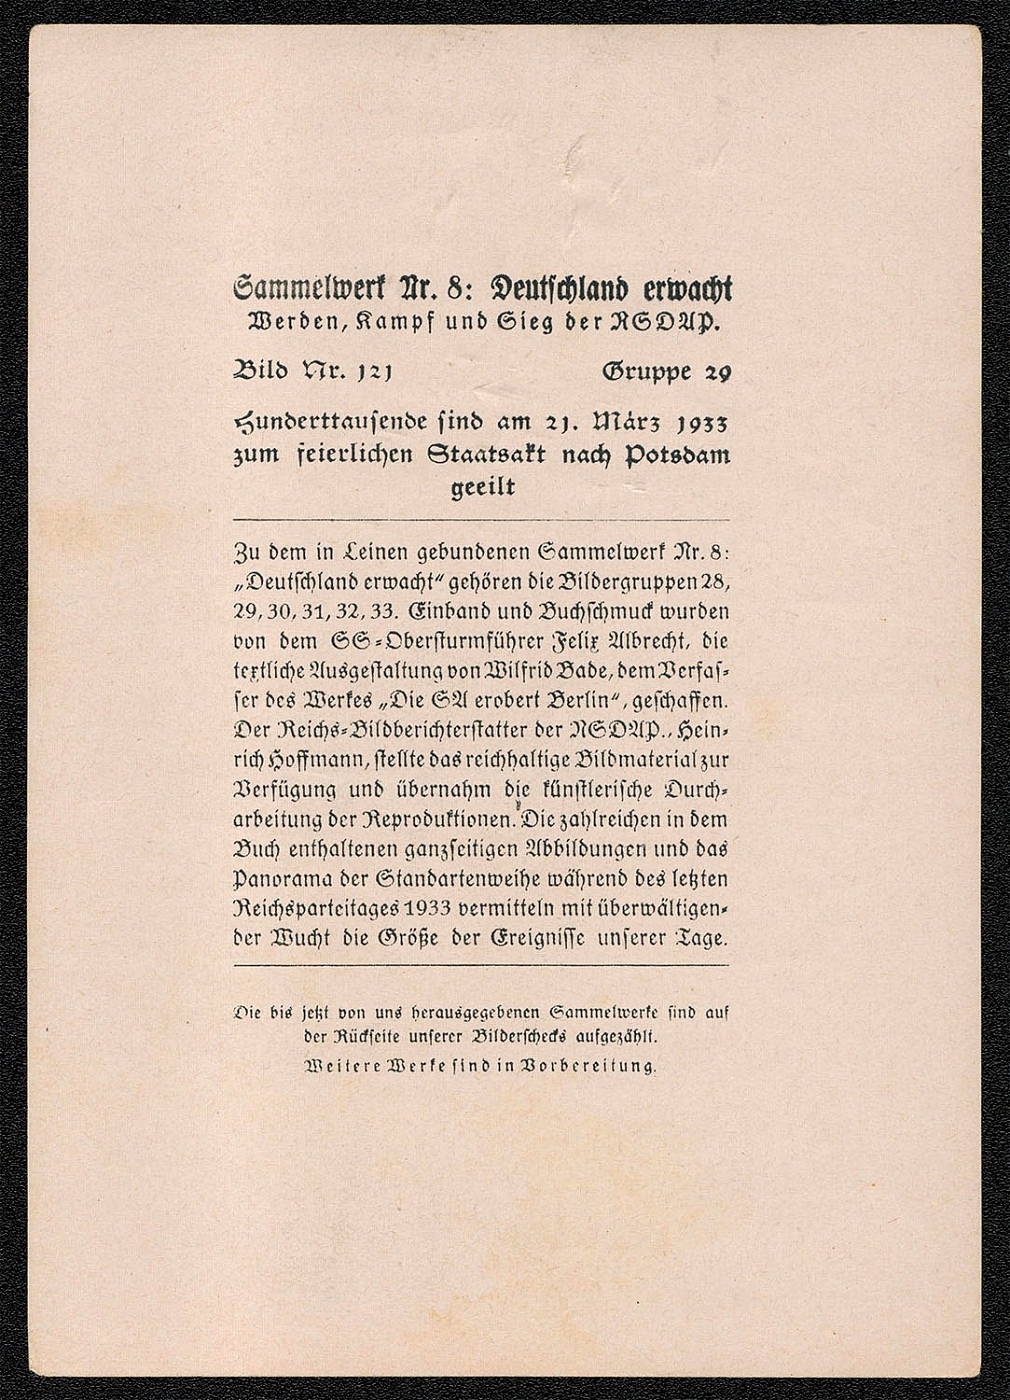 Sammelwerk Nr. 8: Deutschland erwacht
Werden, Kampf und Sieg der NSDAP.
Bild Nr. 121 Gruppe 29
Hunderttausende sind am 21. März 1933
zum feierlichen Staatsakt nach Potsdam
geeilt
Zu dem in Leinen gebundenen Sammelwerk Nr. 8:
„Deutschland erwacht“ gehören die Bildergruppen 28,
29, 30, 31, 32, 33. Einband und Buchschmuck wurden
von dem SS-Obersturmführer Felix Albrecht, die
textliche Ausgestaltung von Wilfrid Bade, dem Verfas-
ser des Werkes „Die SA erobert Berlin“, geschaffen.
Der Reichs-Bildberichterstatter der NSDAP., Hein-
rich Hoffmann, stellte das reichhaltige Bildmaterial zur
Verfügung und übernahm die künstlerische Durch-
arbeitung der Reproduktionen. Die zahlreichen in dem
Buch enthaltenen ganzseitigen Abbildungen und das
Panorama der Standartenweihe während des letzten
Reichsparteitages 1933 vermitteln mit überwältigen-
der Wucht die Größe der Ereignisse unserer Tage.
Die bis jetzt von uns herausgegebenen Sammelwerke sind auf
der Rückseite unserer Bilderschecks aufgezählt.
Weitere Werke sind in Vorbereitung.